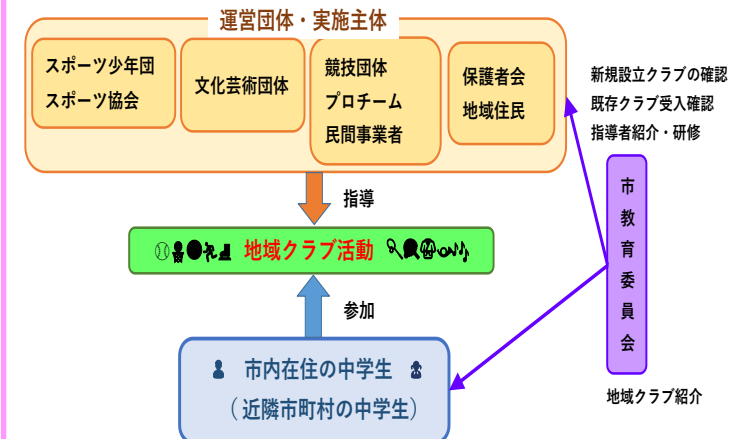 運営団体・実施主体
スポーツ少年団
スポーツ協会
文化芸術団体
競技団体
プロチーム
民間事業者
保護者会
地域住民
新規設立クラブの確認
既存クラブ受入確認
指導者紹介・研修
市教育委員会
指導
地域クラブ活動
参加
市内在住の中学生
（近隣市町村の中学生）
地域クラブ紹介